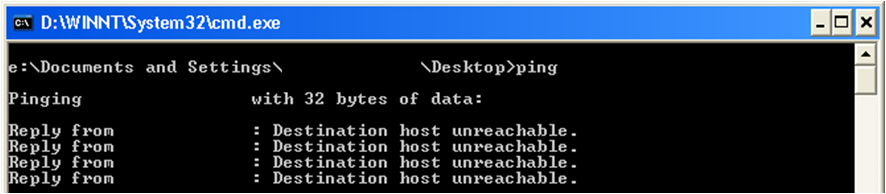 D:\WINNT\System32\cmd.exe
e:\Documents and Settings\ \Desktop>ping
Pinging with 32 bytes of data:
Reply from : Destination host unreachable.
Reply from : Destination host unreachable.
Reply from : Destination host unreachable.
Reply from : Destination host unreachable.